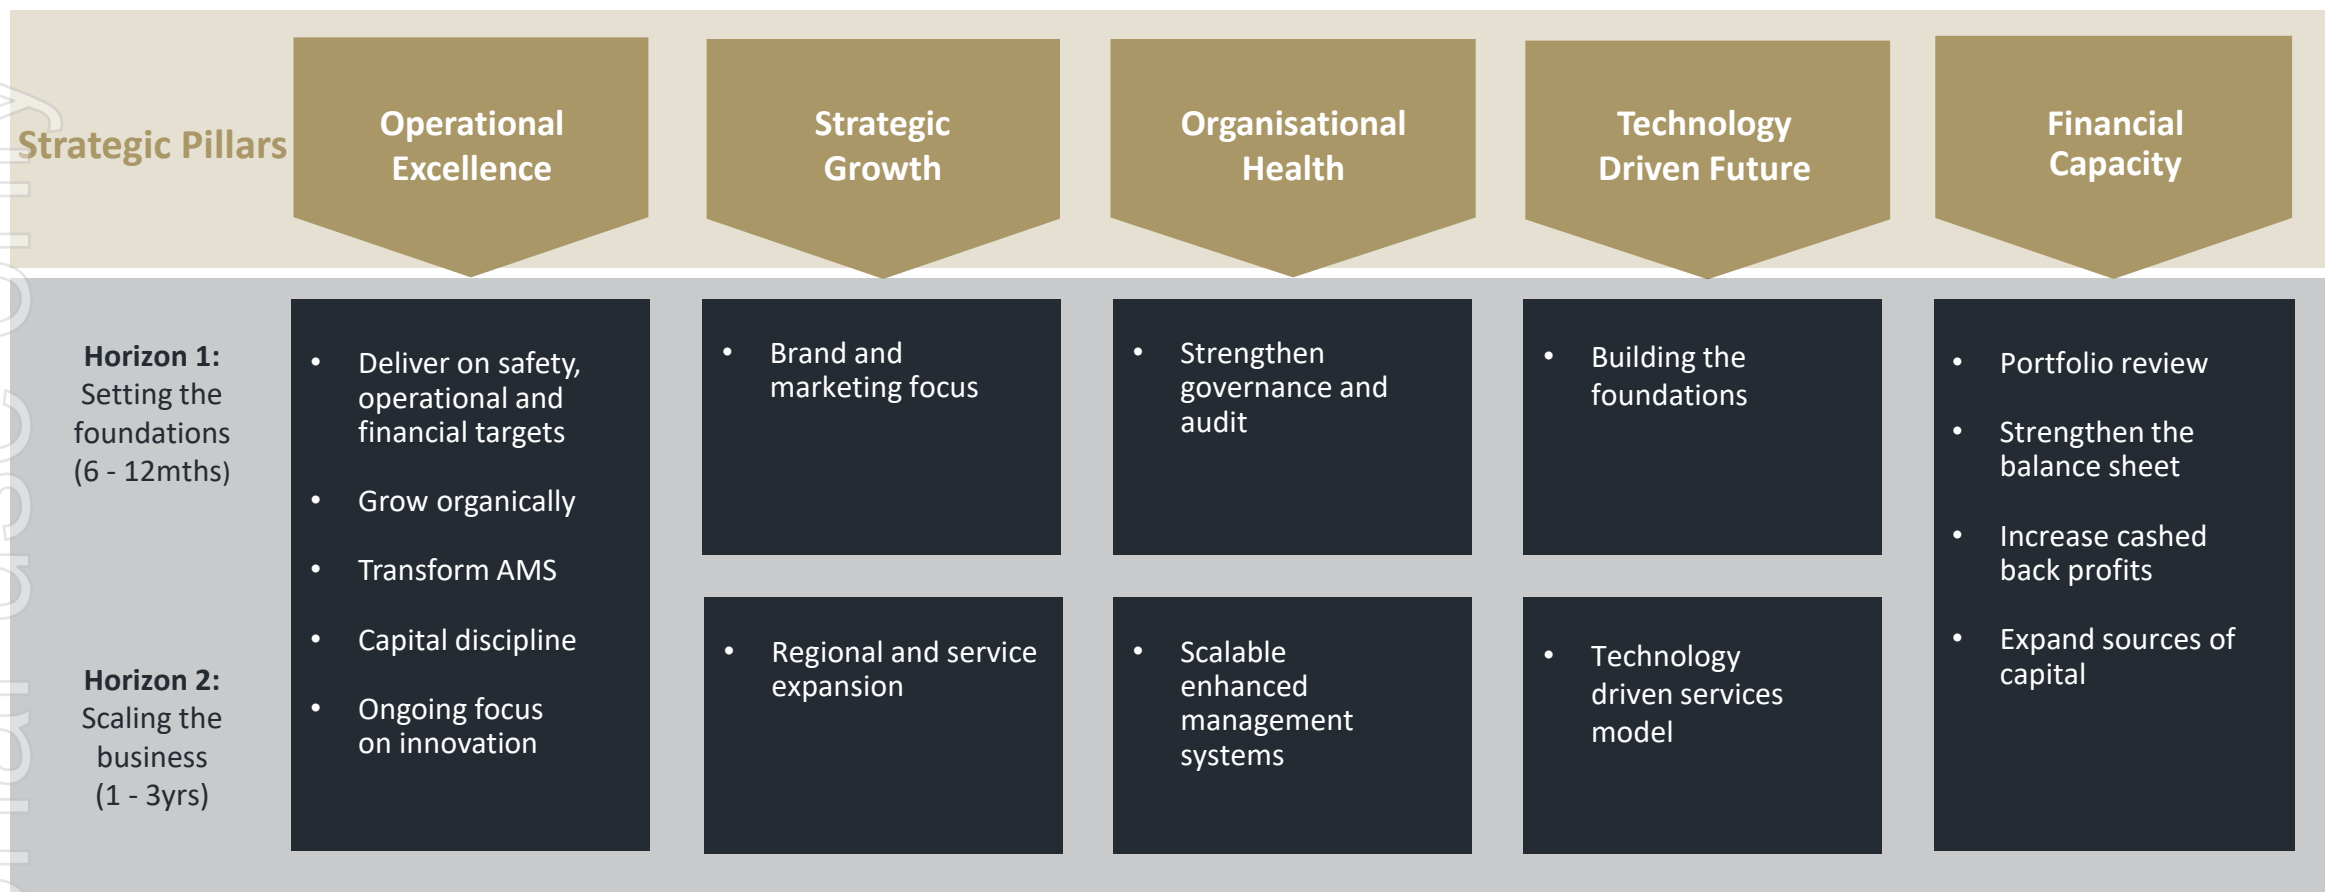 Strategic Pillars
Operational
Excellence
Strategic
Growth
Organisational
Health
Technology
Driven Future
Financial
Capacity
Horizon 1:
Setting the
foundations
(6 - 12mths)
Horizon 2:
Scaling the
business
(1 - 3yrs)
• Deliver on safety,
operational and
financial targets
• Grow organically
• Transform AMS
• Capital discipline
• Ongoing focus
on innovation
• Brand and
marketing focus
• Regional and service
expansion
• Strengthen
governance and
audit
• Scalable
enhanced
management
systems
• Building the
foundations
• Technology
driven services
model
• Portfolio review
• Strengthen the
balance sheet
• Increase cashed
back profits
• Expand sources of
capital